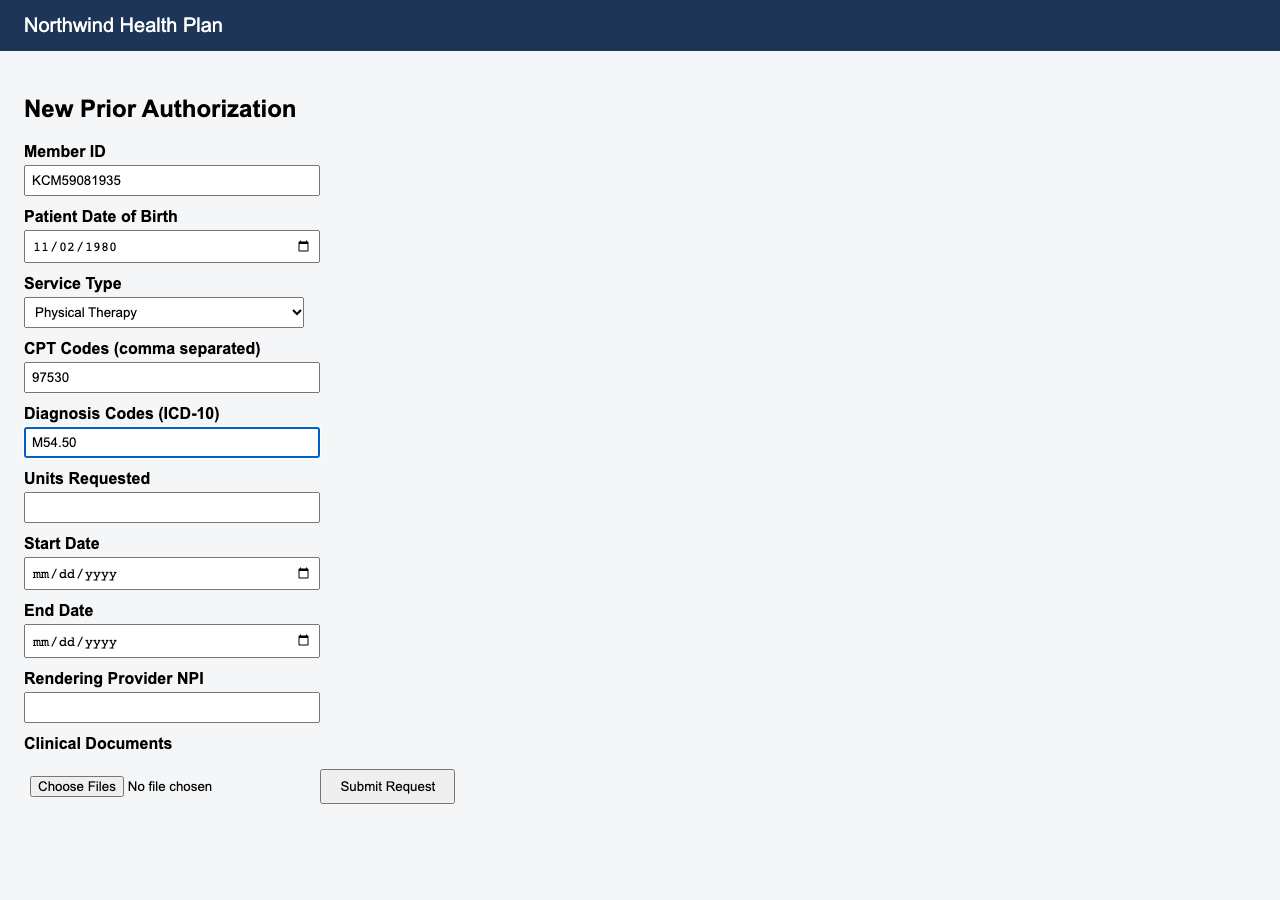 Northwind Health Plan
New Prior Authorization
Member ID
KCM59081935
Patient Date of Birth
11/02/1980
Service Type
Physical Therapy
CPT Codes (comma separated)
97530
Diagnosis Codes (ICD-10)
M54.50
Units Requested
Start Date
mm/dd/yyyy
End Date
mm/dd/yyyy
Rendering Provider NPI
Clinical Documents
Choose Files No file chosen Submit Request